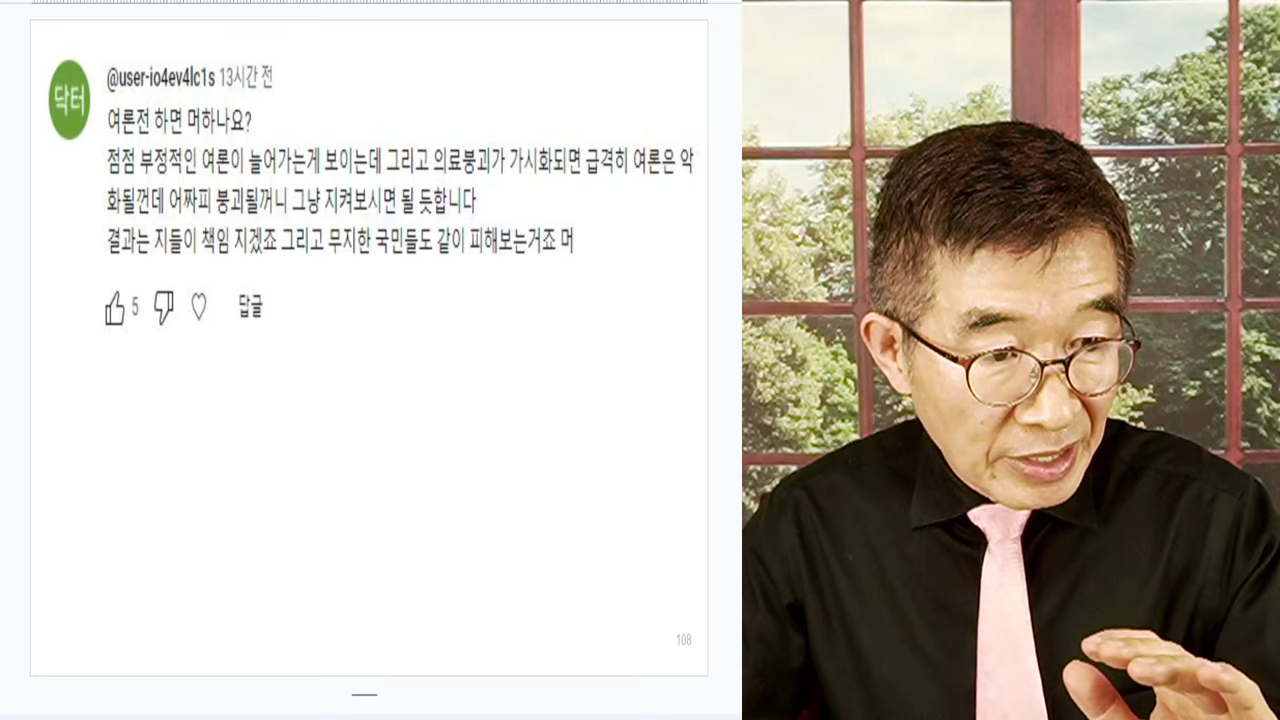 닥터
@user-io4ev4lc1s 13시간 전
여론전 하면 머하나요?
점점 부정적인 여론이 늘어가는게 보이는데 그리고 의료붕괴가 가시화되면 급격히 여론은 악
화될껀데 어짜피 붕괴될꺼니 그냥 지켜보시면 될 듯합니다
결과는 지들이 책임 지겠죠 그리고 무지한 국민들도 같이 피해보는거죠 머
5 답글
108